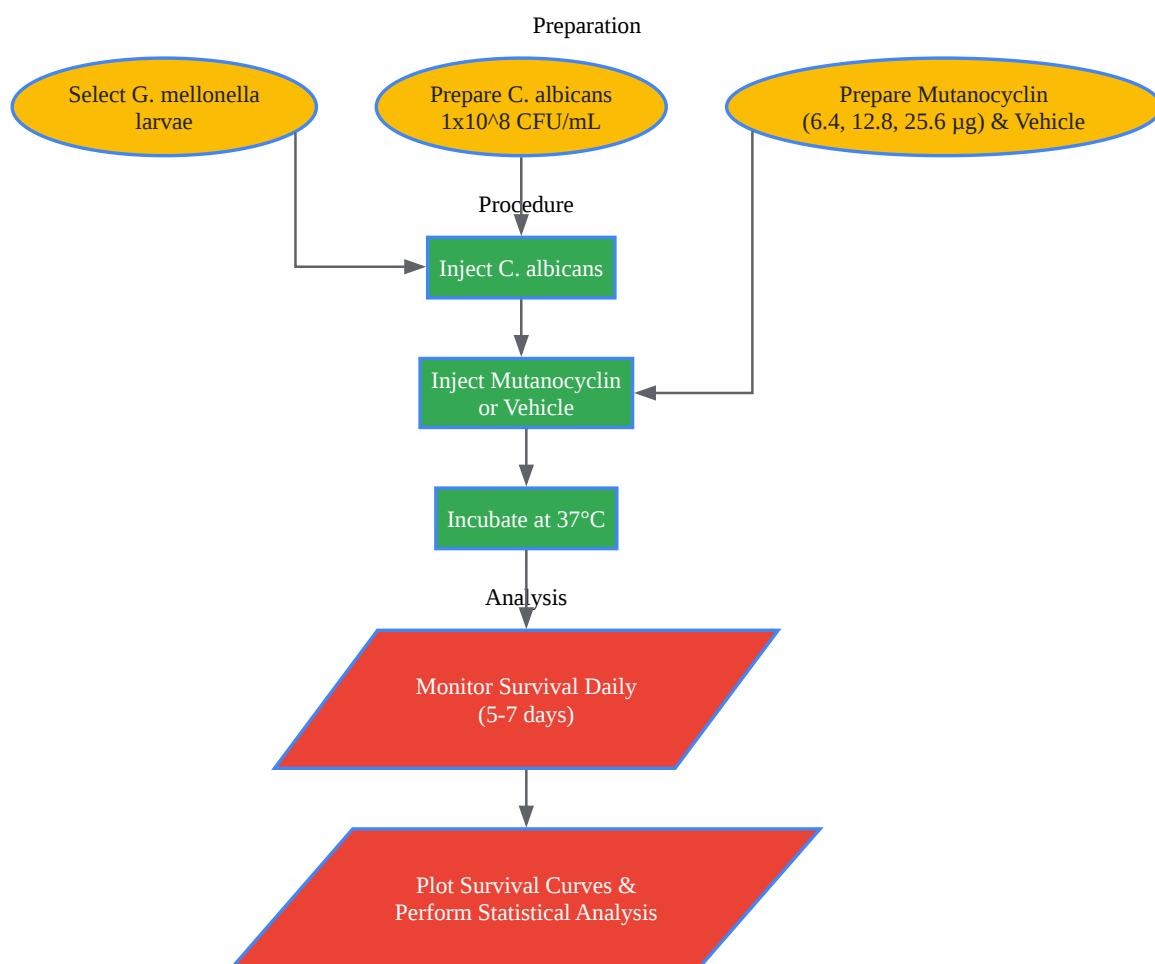 Preparation
Select G. mellonella
larvae
Prepare C. albicans
1x10^8 CFU/mL
Prepare Mutanocyclin
(6.4, 12.8, 25.6 µg) & Vehicle
Procedure
Inject C. albicans
Inject Mutanocyclin
or Vehicle
Incubate at 37°C
Analysis
Monitor Survival Daily
(5-7 days)
Plot Survival Curves &
Perform Statistical Analysis